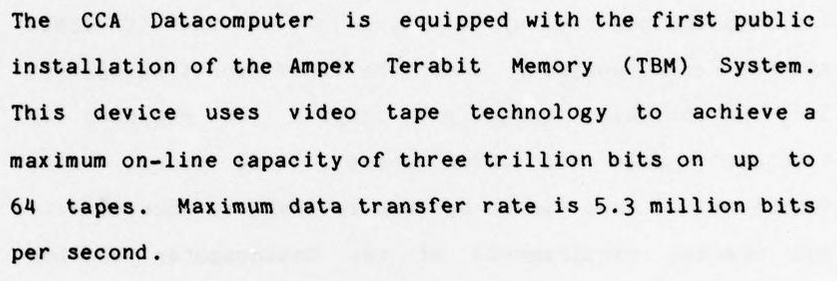 The CCA Datacomputer is equipped with the first public
installation of the Ampex Terabit Memory (TBM) System.
This device uses video tape technology to achieve a
maximum on-line capacity of three trillion bits on up to
64 tapes. Maximum data transfer rate is 5.3 million bits
per second.